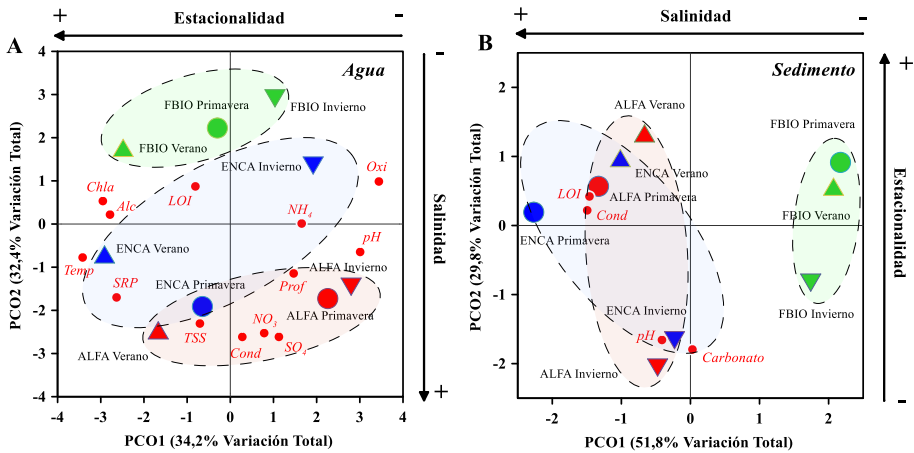 + Estacionalidad -
A
Agua
-
Salinidad
+
PCO2 (32,4% Variación Total)
4
3
2
1
0
-1
-2
-3
-4
FBIO Primavera
FBIO Invierno
FBIO Verano
ENCA Invierno
Oxi
Chla
LOI
Alc
NH4
pH
ENCA Verano
Temp
ALFA Invierno
SRP
ENCA Primavera
Prof
ALFA Primavera
TSS
NO3
ALFA Verano
Cond
SO4
-4 -3 -2 -1 0 1 2 3 4
PCO1 (34,2% Variación Total)
+ Salinidad -
B
Sedimento
+
Estacionalidad
-
PCO2 (29,8% Variación Total)
2
1
0
-1
-2
ALFA Verano
FBIO Primavera
ENCA Verano
LOI
ALFA Primavera
Cond
FBIO Verano
ENCA Primavera
ENCA Invierno
FBIO Invierno
pH
Carbonato
ALFA Invierno
-2 -1 0 1 2
PCO1 (51,8% Variación Total)